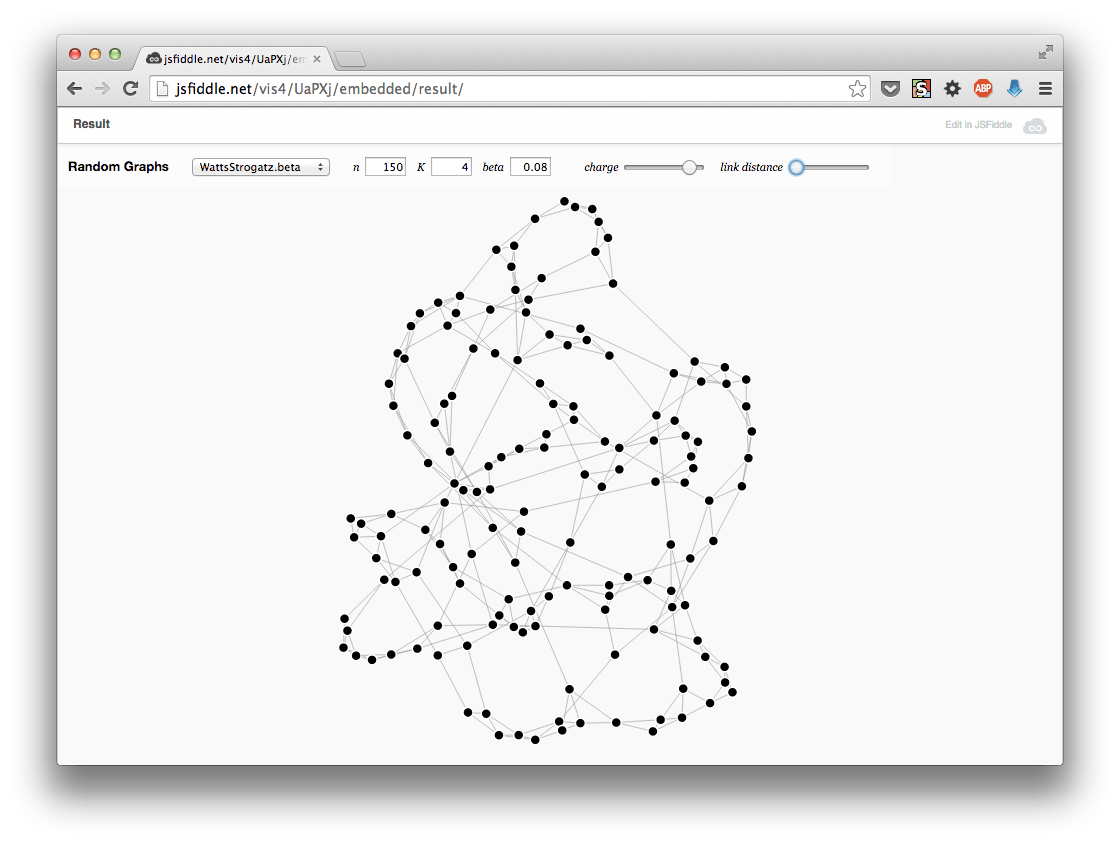 jsfiddle.net/vis4/UaPXj/em
jsfiddle.net/vis4/UaPXj/embedded/result/
S
ABP
Result
Edit in JSFiddle
Random Graphs WattsStrogatz.beta n 150 K 4 beta 0.08 charge link distance